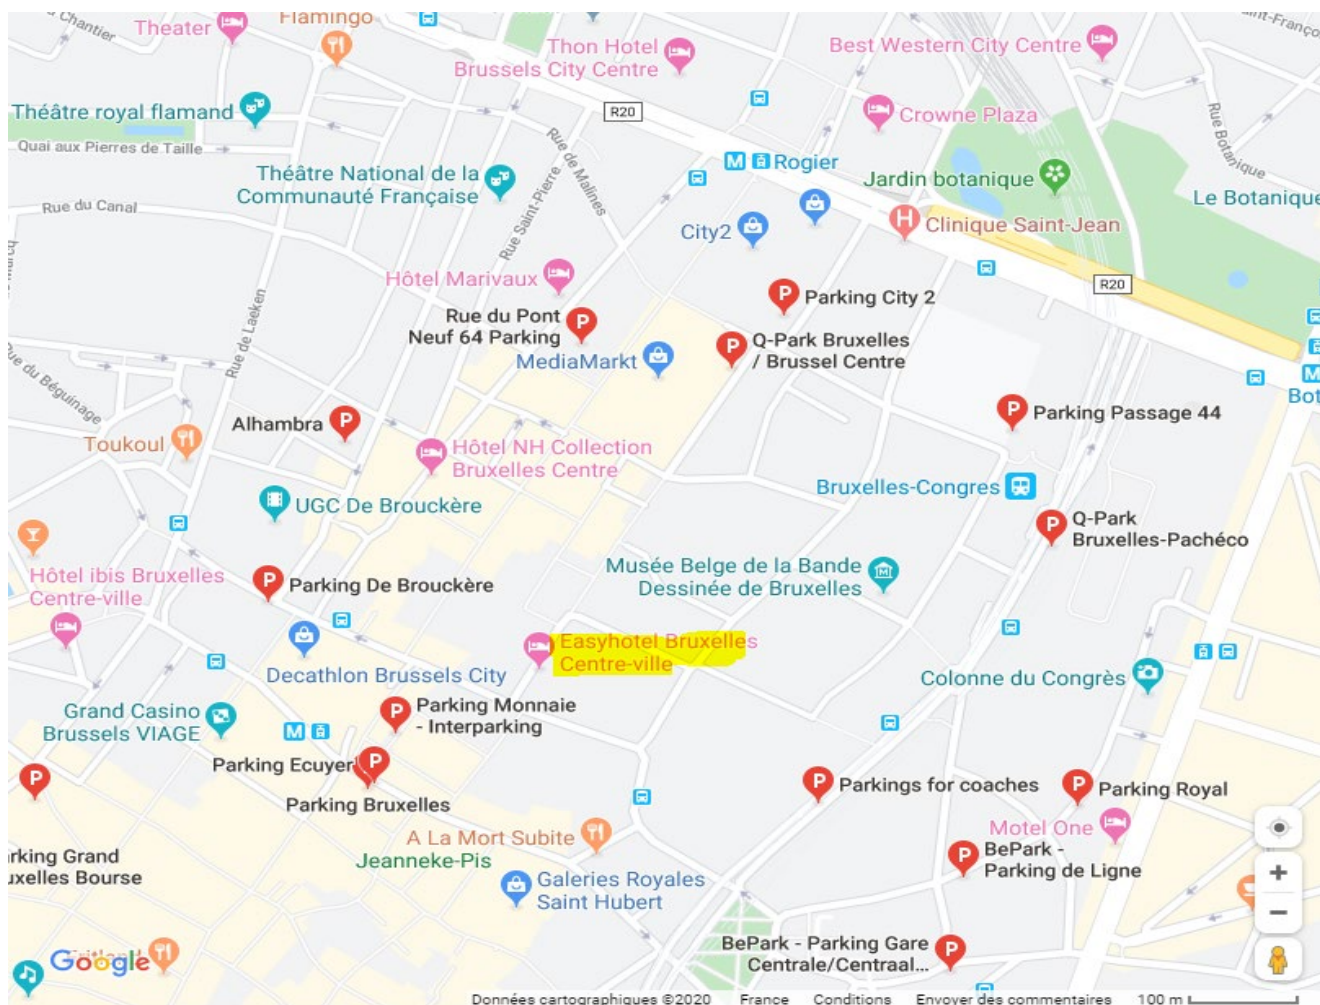 Chantier
Theater
Flamingo
Thon Hotel
Brussels City Centre
Best Western City Centre
Saint-Franço
Théâtre royal flamand
R20
Crowne Plaza
Quai aux Pierres de Taille
Rue de Malines
Rue Botanique
M
Rogier
Théâtre National de la
Communauté Française
Rue Saint-Pierre
Jardin botanique
Le Botanique
Rue du Canal
City2
H
Clinique Saint-Jean
Hôtel Marivaux
R20
P
Parking City 2
Rue du Pont
Neuf 64 Parking
P
Rue de Laeken
P
Q-Park Bruxelles
/ Brussel Centre
MediaMarkt
Rue du Béguinage
M
Bot
Alhambra
P
P
Parking Passage 44
Toukoul
Hôtel NH Collection
Bruxelles Centre
Bruxelles-Congres
UGC De Brouckère
P
Q-Park
Bruxelles-Pachéco
Hôtel ibis Bruxelles
Centre-ville
P
Parking De Brouckère
Musée Belge de la Bande
Dessinée de Bruxelles
M
Easyhotel Bruxelles
Centre-ville
Decathlon Brussels City
Colonne du Congrès
Grand Casino
Brussels VIAGE
M
P
Parking Monnaie
- Interparking
Parking Ecuyer
P
Parking Bruxelles
P
P
Parkings for coaches
P
Parking Royal
A La Mort Subite
Jeanneke-Pis
Motel One
arking Grand
uxelles Bourse
P
BePark -
Parking de Ligne
Galeries Royales
Saint Hubert
BePark - Parking Gare
Centrale/Centraal...
P
Google
Données cartographiques ©2020 France Conditions Envoyer des commentaires 100 m